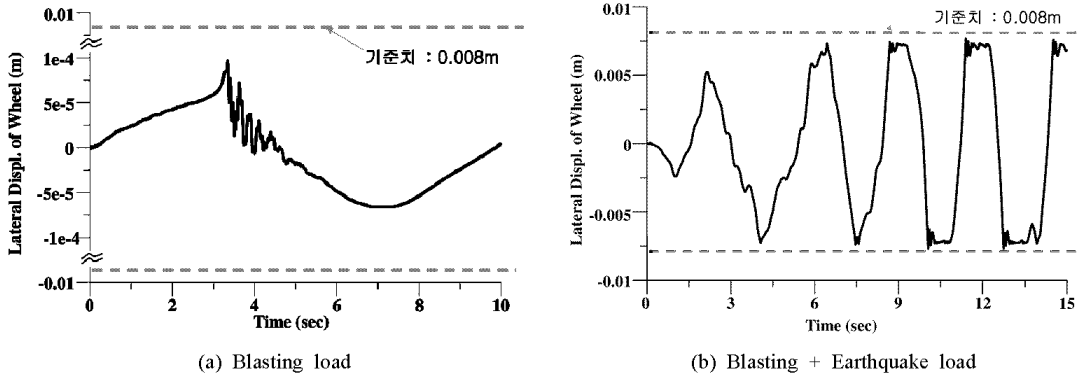 0.01
기준치 : 0.008m
1e-4
5e-5
0
-5e-5
-1e-4
-0.01
Lateral Displ. of Wheel (m)
0 2 4 6 8 10
Time (sec)
(a) Blasting load
0.01
기준치 : 0.008m
0.005
0
-0.005
-0.01
Lateral Displ. of Wheel (m)
0 3 6 9 12 15
Time (sec)
(b) Blasting + Earthquake load